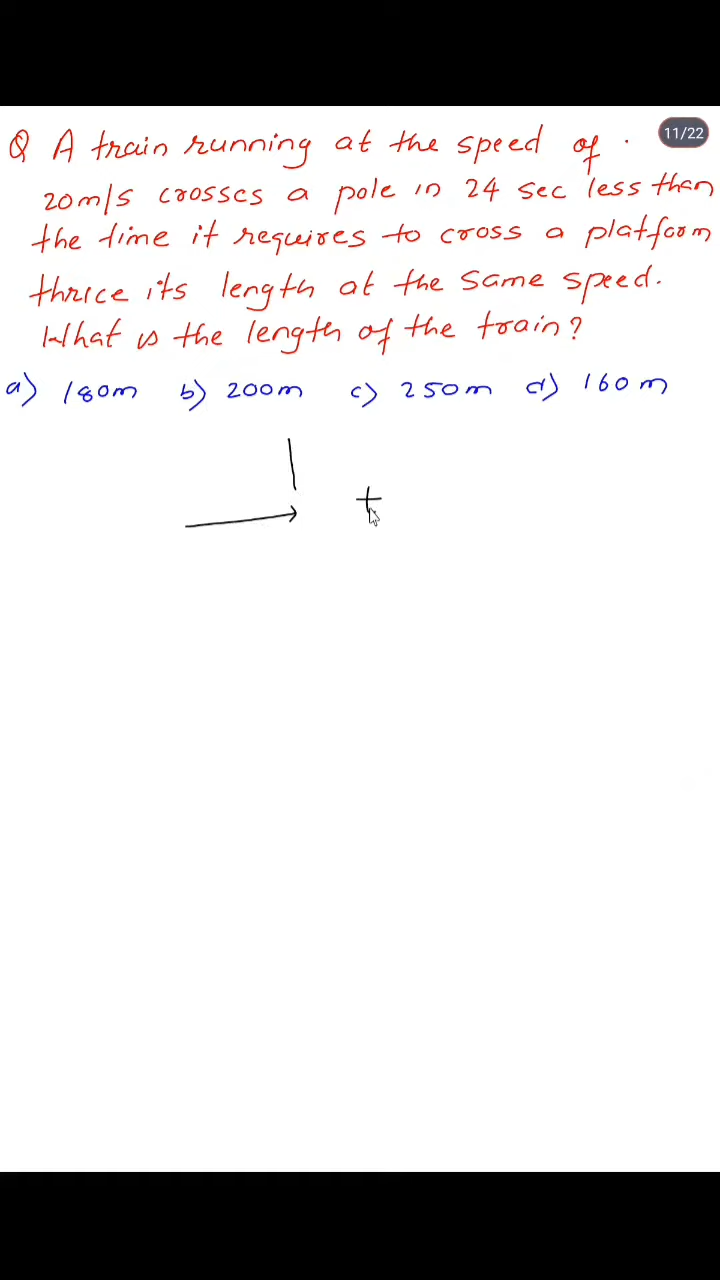 11/22
Q A train running at the speed of
20m/s crosses a pole in 24 sec less than
the time it requires to cross a platform
thrice its length at the same speed.
What is the length of the train?
a) 180m b) 200m c) 250m d) 160m
t